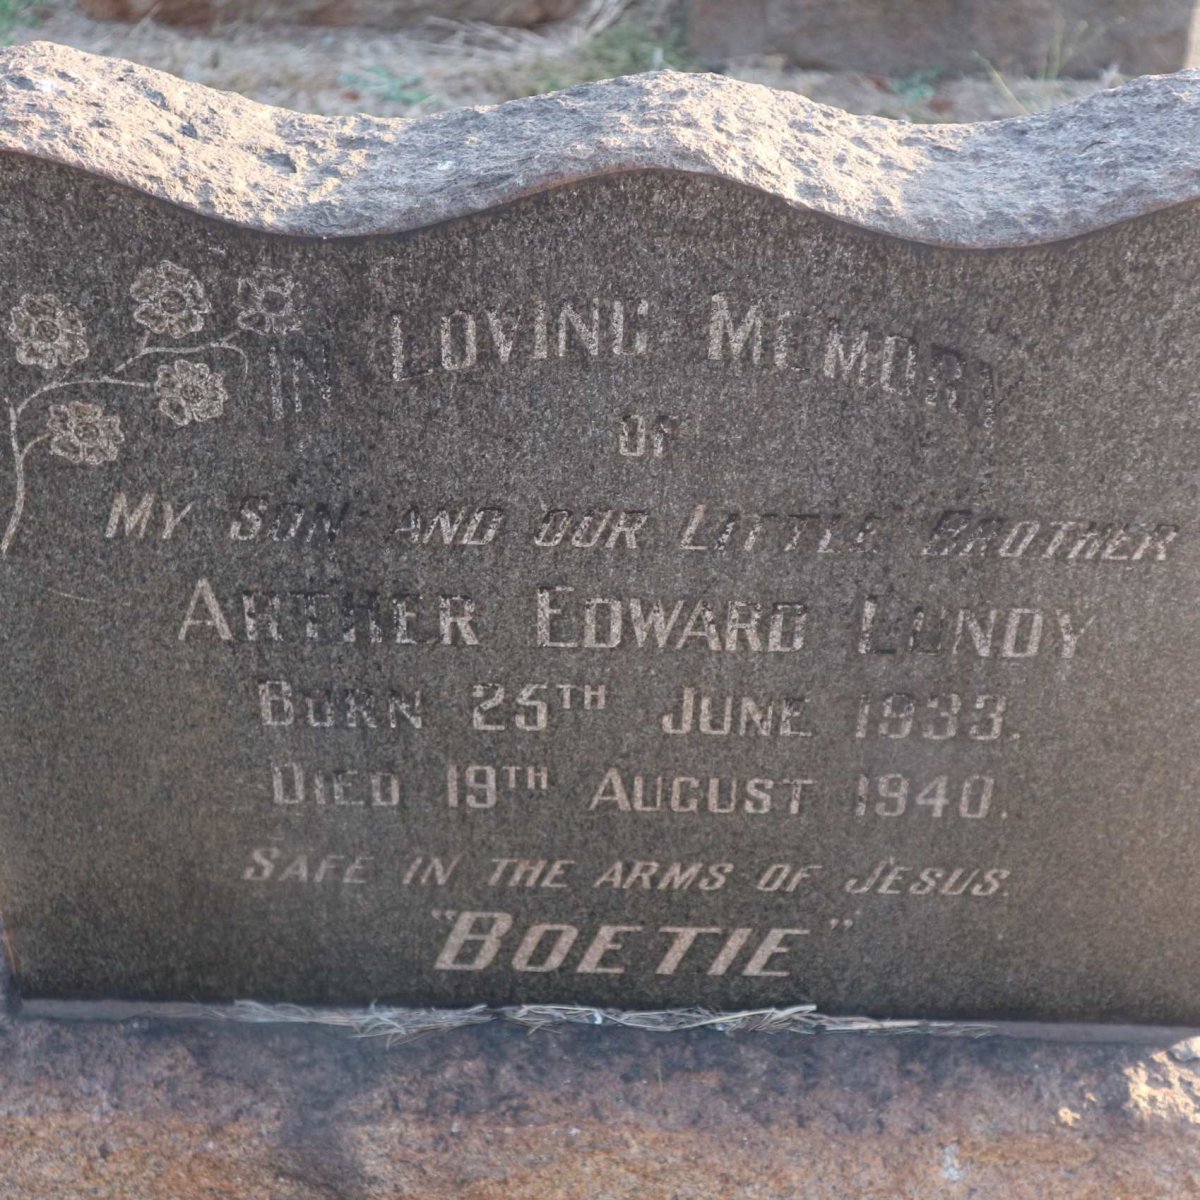 IN LOVING MEMORY
OF
MY SON AND OUR LITTLE BROTHER
ARTHER EDWARD LUNDY
BORN 25TH JUNE 1933.
DIED 19TH AUGUST 1940.
SAFE IN THE ARMS OF JESUS.
"BOETIE"